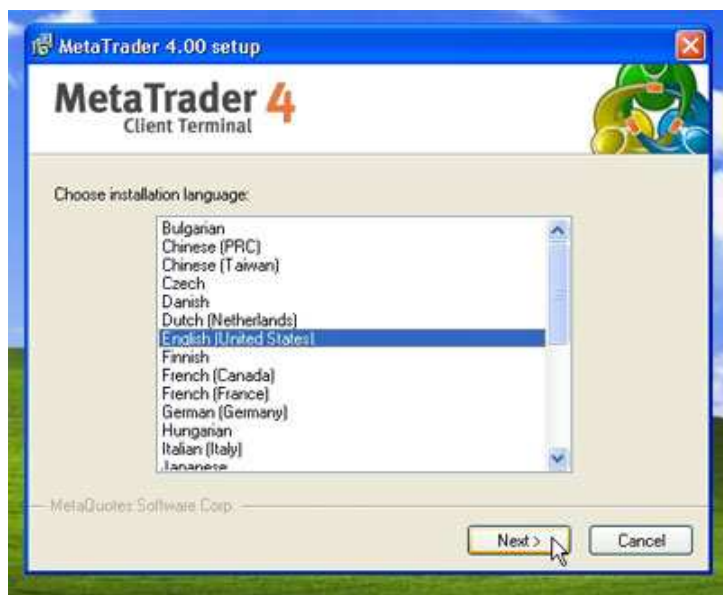 MetaTrader 4.00 setup
MetaTrader 4
Client Terminal
Choose installation language:
Bulgarian
Chinese (PRC)
Chinese (Taiwan)
Czech
Danish
Dutch (Netherlands)
English (United States)
Finnish
French (Canada)
French (France)
German (Germany)
Hungarian
Italian (Italy)
Japanese
MetaQuotes Software Corp.
Next > Cancel